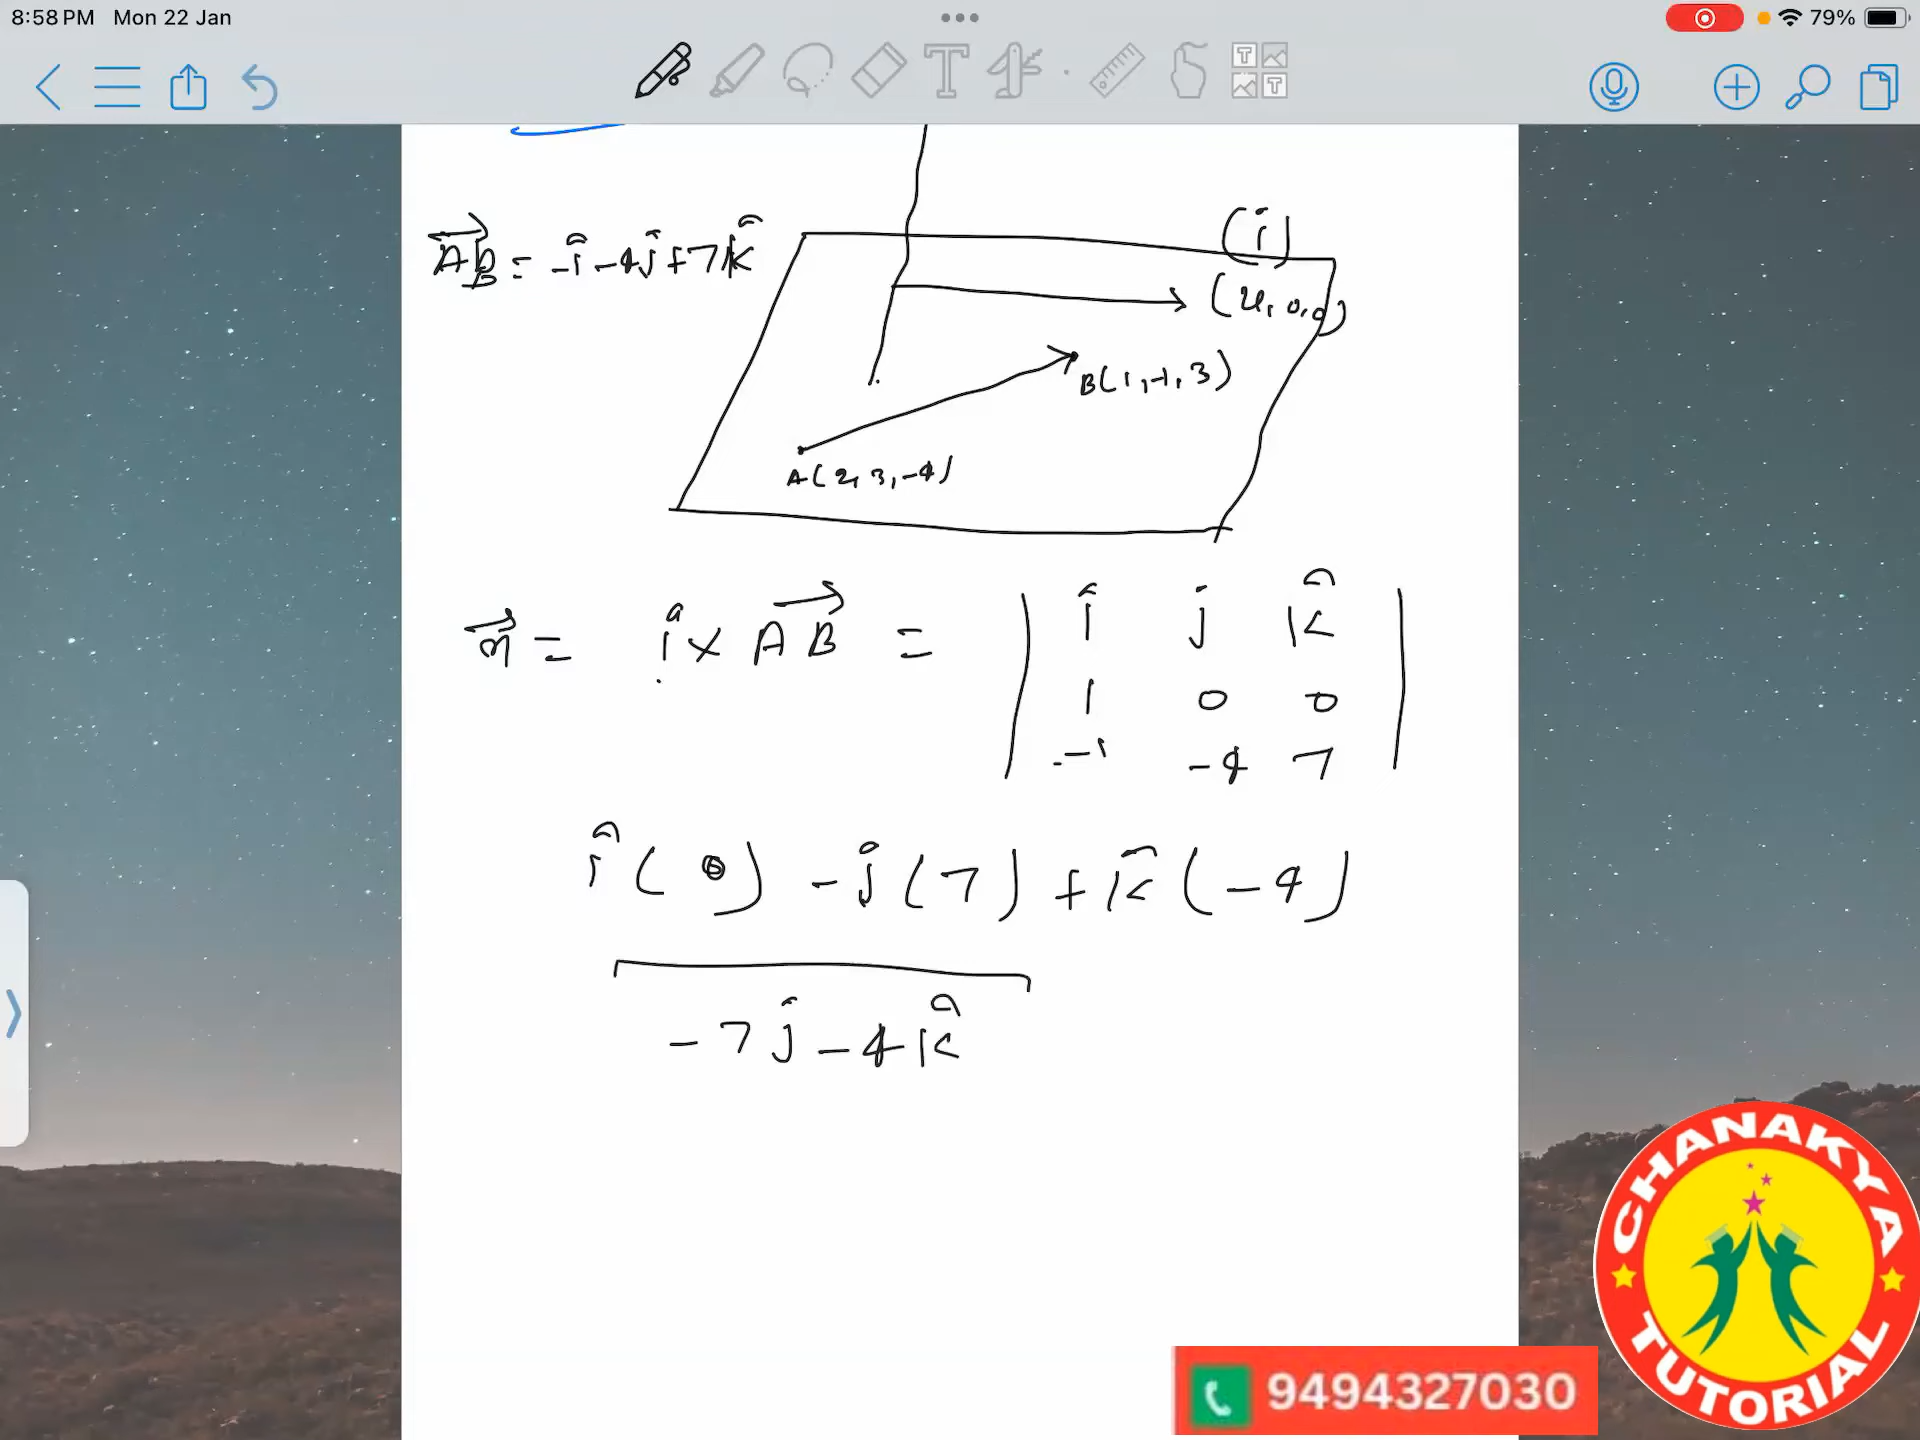 8:58 PM Mon 22 Jan
79%
(î)
AB = -î-4ĵ+7k̂
(x, 0,0)
B(1,-1,3)
A(2,3,-4)
n = î × AB = | î ĵ k̂ |
1 0 0
-1 -4 7
î(0) -ĵ(7) + k̂(-4)
-7ĵ-4k̂
CHANAKYA
TUTORIAL
9494327030